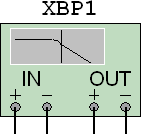 XBP1
IN OUT
+ − + −